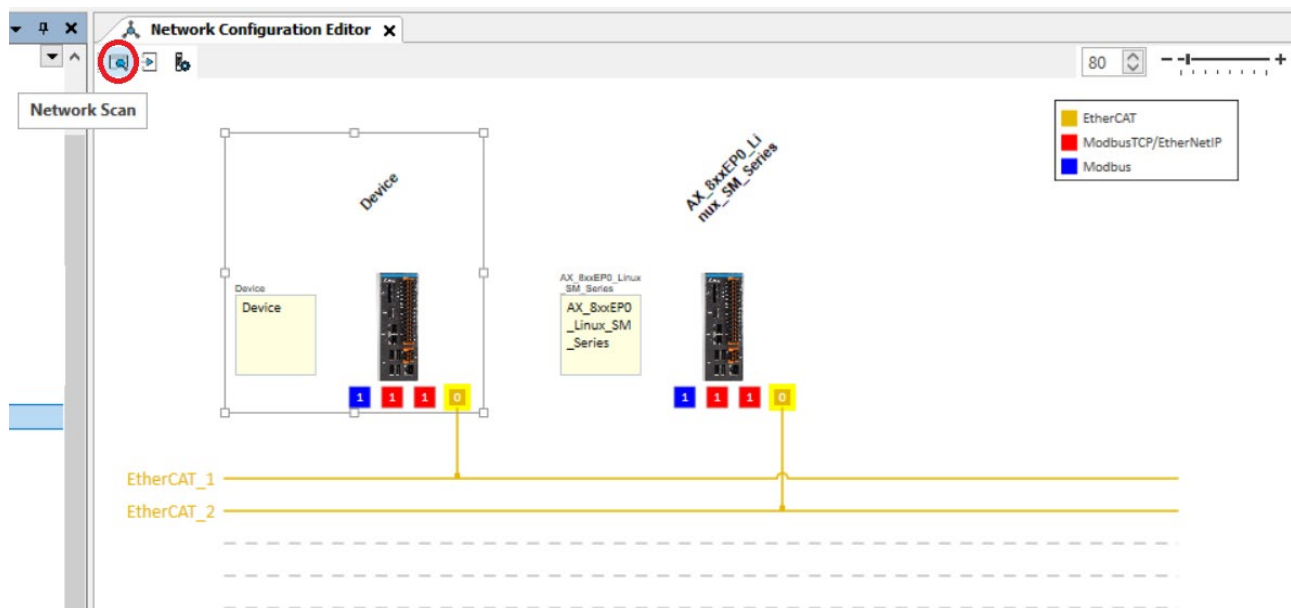 Network Configuration Editor
80
Network Scan
EtherCAT
ModbusTCP/EtherNetIP
Modbus
Device
AX_8xxEP0_Li
nux_SM_Series
Device
Device
AX_8xxEP0_Linux
_SM_Series
AX_8xxEP0
_Linux_SM
_Series
1 1 1 0
1 1 1 0
EtherCAT_1
EtherCAT_2